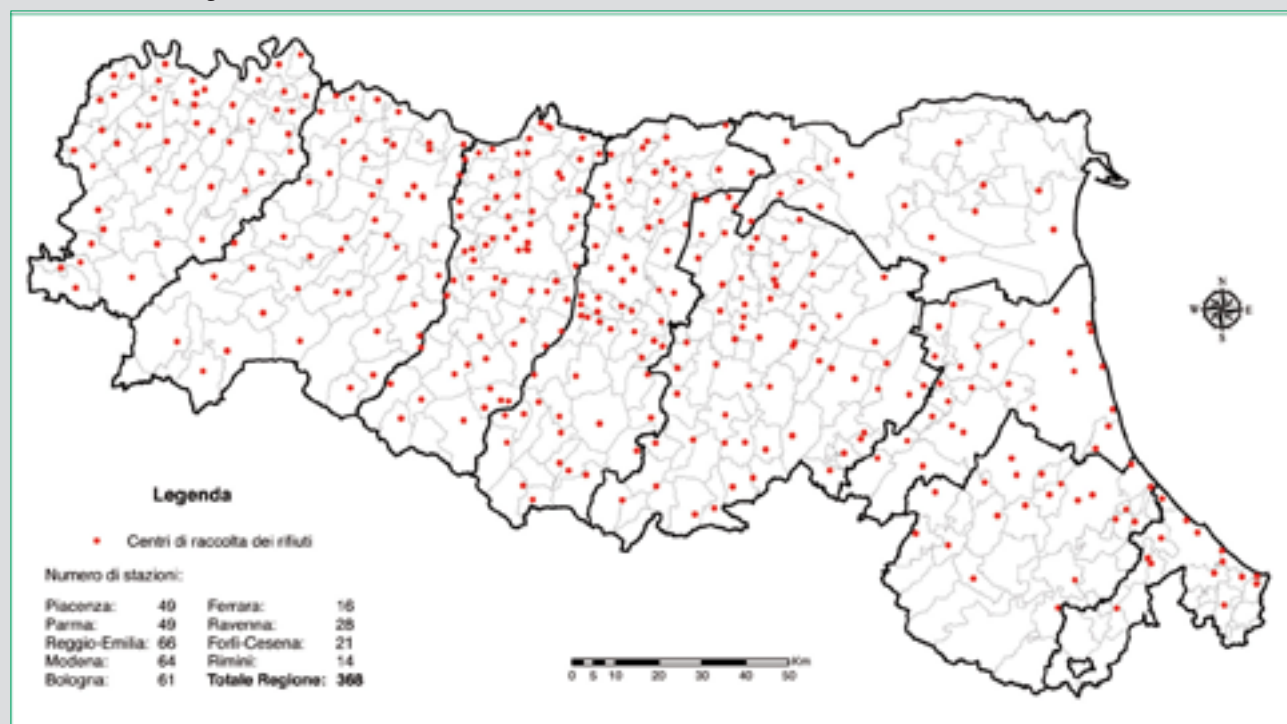 N
W E
S
Legenda
Centri di raccolta dei rifiuti
Numero di stazioni:
Piacenza: 49 Ferrara: 16
Parma: 49 Ravenna: 28
Reggio-Emilia: 66 Forlì-Cesena: 21
Modena: 64 Rimini: 14
Bologna: 61 Totale Regione: 368
Km
0 5 10 20 30 40 50